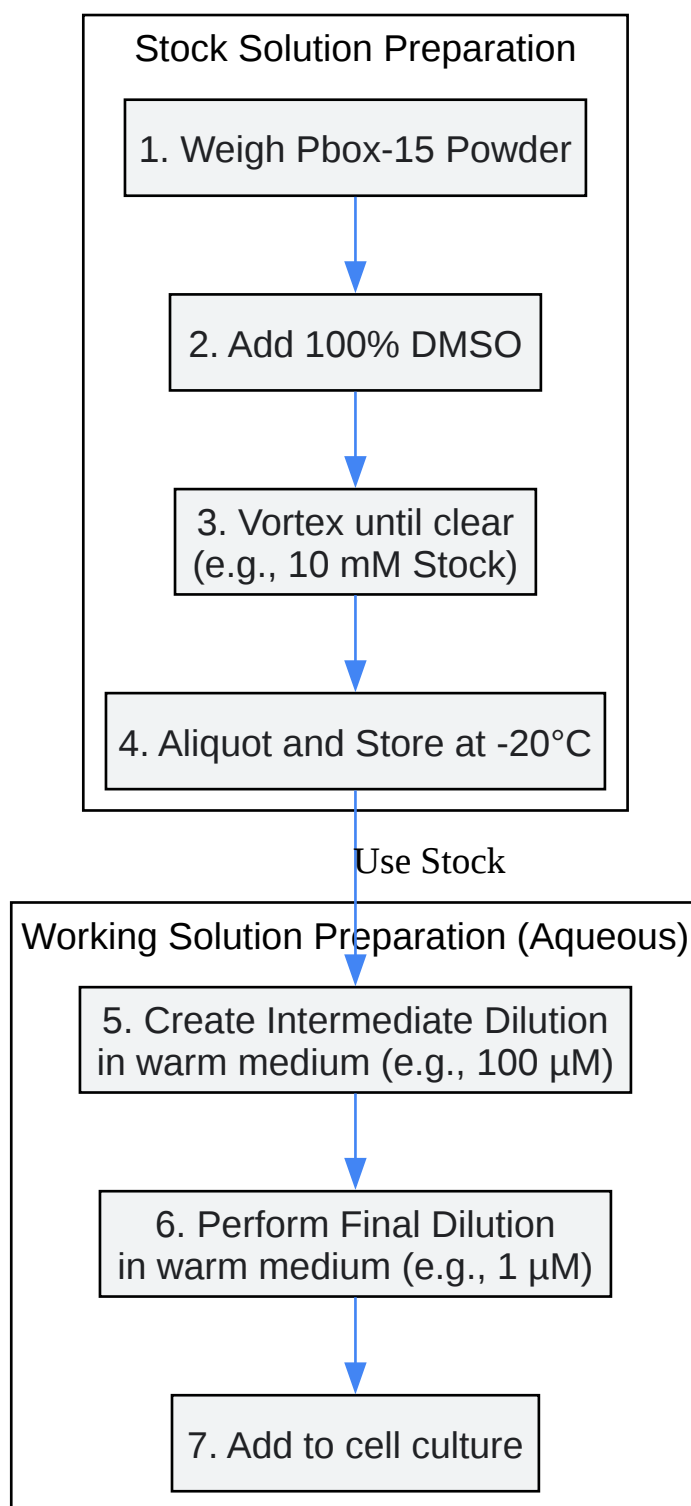 Stock Solution Preparation
1. Weigh Pbox-15 Powder
2. Add 100% DMSO
3. Vortex until clear
(e.g., 10 mM Stock)
4. Aliquot and Store at -20°C
Use Stock
Working Solution Preparation (Aqueous)
5. Create Intermediate Dilution
in warm medium (e.g., 100 µM)
6. Perform Final Dilution
in warm medium (e.g., 1 µM)
7. Add to cell culture